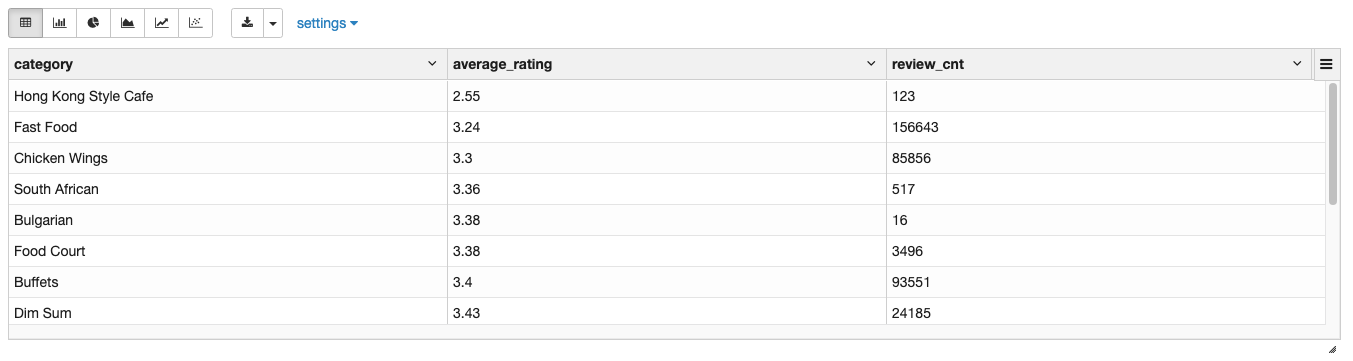 settings
category average_rating review_cnt
Hong Kong Style Cafe 2.55 123
Fast Food 3.24 156643
Chicken Wings 3.3 85856
South African 3.36 517
Bulgarian 3.38 16
Food Court 3.38 3496
Buffets 3.4 93551
Dim Sum 3.43 24185